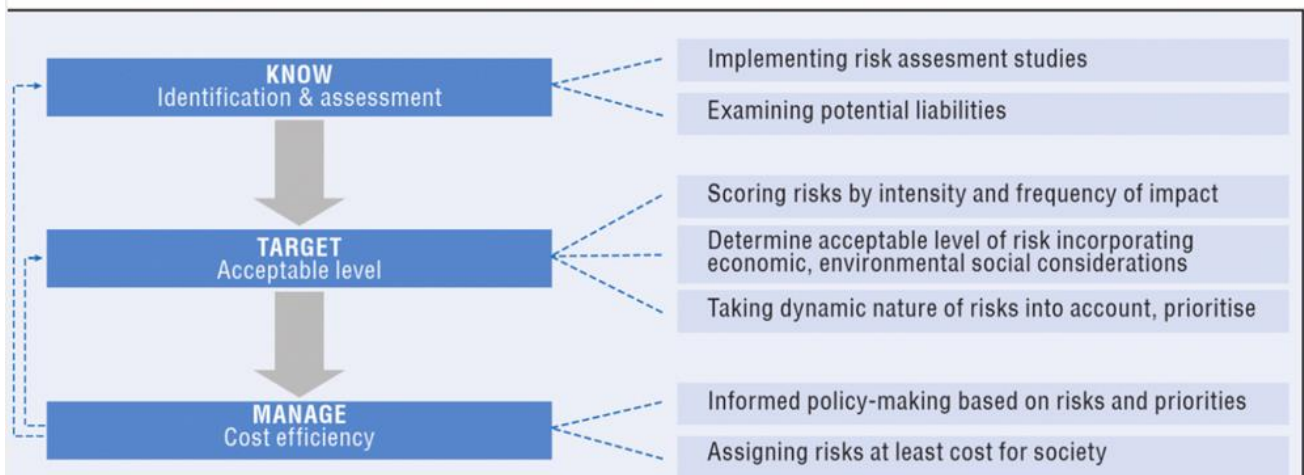 KNOW
Identification & assessment
Implementing risk assesment studies
Examining potential liabilities
TARGET
Acceptable level
Scoring risks by intensity and frequency of impact
Determine acceptable level of risk incorporating
economic, environmental social considerations
Taking dynamic nature of risks into account, prioritise
MANAGE
Cost efficiency
Informed policy-making based on risks and priorities
Assigning risks at least cost for society